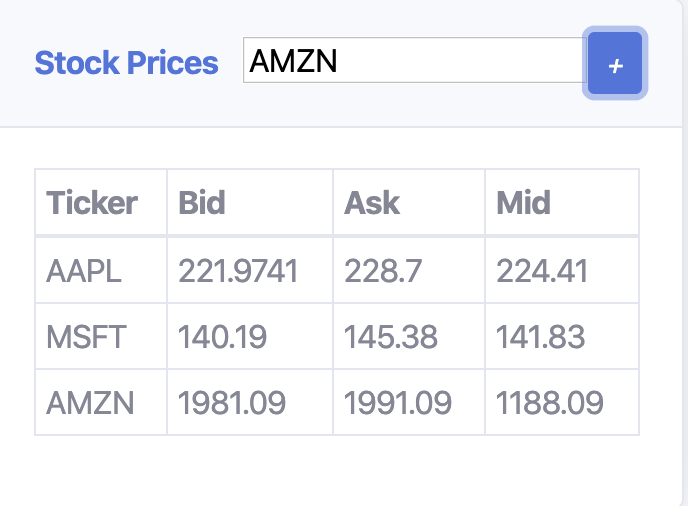 Stock Prices AMZN +
Ticker Bid Ask Mid
AAPL 221.9741 228.7 224.41
MSFT 140.19 145.38 141.83
AMZN 1981.09 1991.09 1188.09